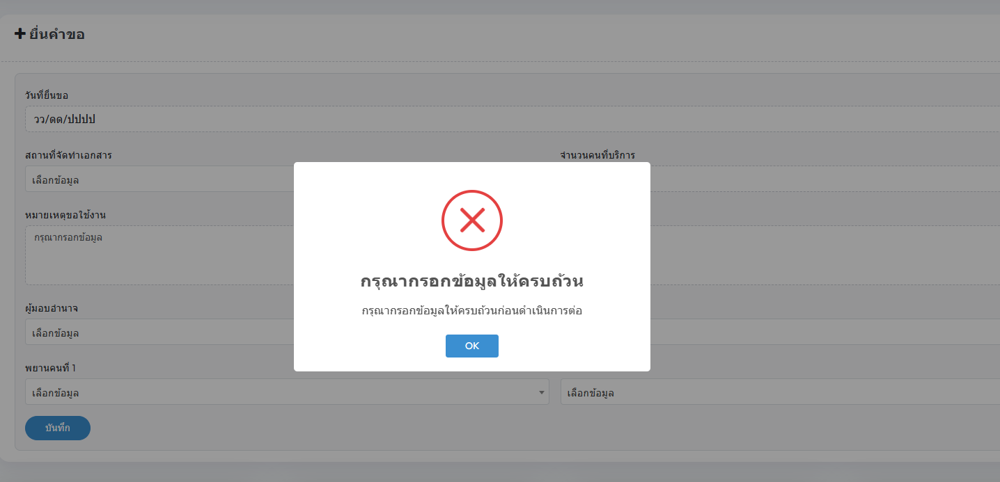 ยื่นคำขอ
วันที่ยื่นขอ
วว/ดด/ปปปป
สถานที่จัดทำเอกสาร
จำนวนคนที่บริการ
เลือกข้อมูล
หมายเหตุขอใช้งาน
กรุณากรอกข้อมูล
กรุณากรอกข้อมูลให้ครบถ้วน
กรุณากรอกข้อมูลให้ครบถ้วนก่อนดำเนินการต่อ
OK
ผู้มอบอำนาจ
เลือกข้อมูล
พยานคนที่ 1
เลือกข้อมูล
เลือกข้อมูล
บันทึก